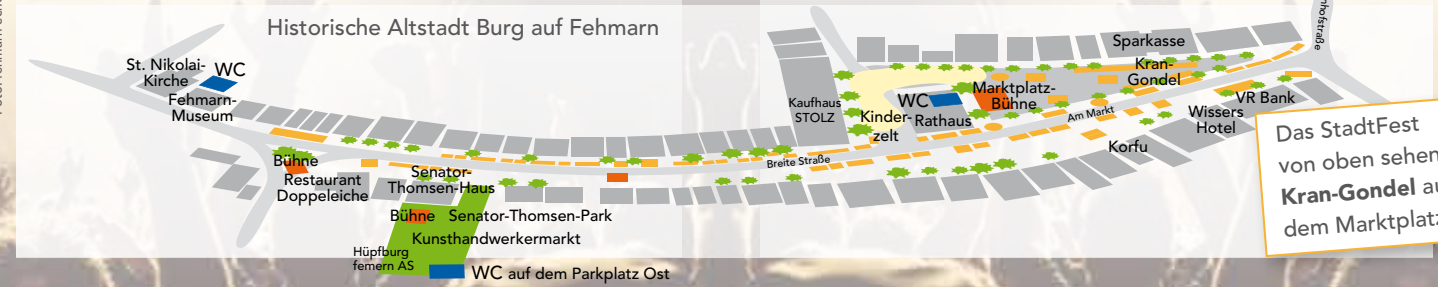 Historische Altstadt Burg auf Fehmarn
St. Nikolai-
Kirche
WC
Fehmarn-
Museum
Bühne
Restaurant
Doppeleiche
Senator-
Thomsen-Haus
Bühne
Senator-Thomsen-Park
Kunsthandwerkermarkt
Hüpfburg
femern AS
WC auf dem Parkplatz Ost
Breite Straße
Kaufhaus
STOLZ
Kinder-
zelt
WC
Rathaus
Marktplatz-
Bühne
Am Markt
Sparkasse
Kran-
Gondel
Wissers
Hotel
VR Bank
Korfu
Das StadtFest
von oben sehen
Kran-Gondel
dem Marktplatz